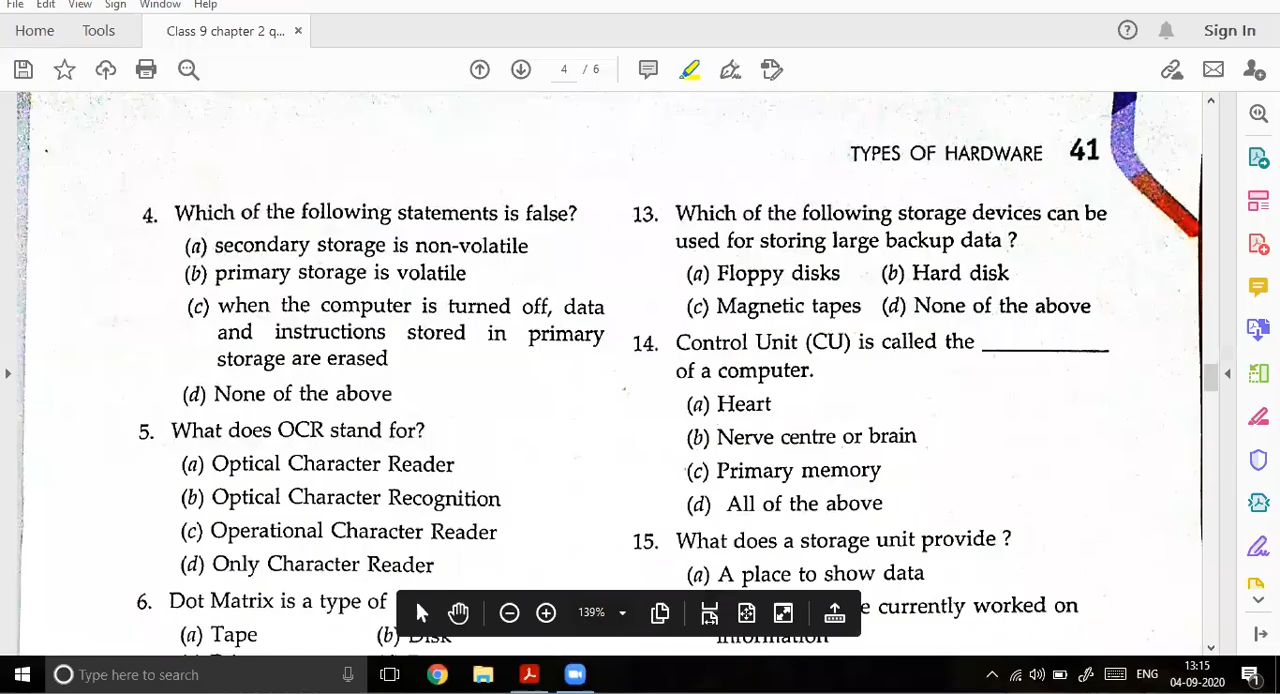 File Edit View Sign Window Help
Home Tools Class 9 chapter 2 q... × Sign In
4 / 6
TYPES OF HARDWARE 41
4. Which of the following statements is false?
(a) secondary storage is non-volatile
(b) primary storage is volatile
(c) when the computer is turned off, data
and instructions stored in primary
storage are erased
(d) None of the above
5. What does OCR stand for?
(a) Optical Character Reader
(b) Optical Character Recognition
(c) Operational Character Reader
(d) Only Character Reader
6. Dot Matrix is a type of
(a) Tape (b) Disk
13. Which of the following storage devices can be
used for storing large backup data ?
(a) Floppy disks (b) Hard disk
(c) Magnetic tapes (d) None of the above
14. Control Unit (CU) is called the __________
of a computer.
(a) Heart
(b) Nerve centre or brain
(c) Primary memory
(d) All of the above
15. What does a storage unit provide ?
(a) A place to show data
currently worked on
information
139%
Type here to search
ENG
13:15
04-09-2020
1